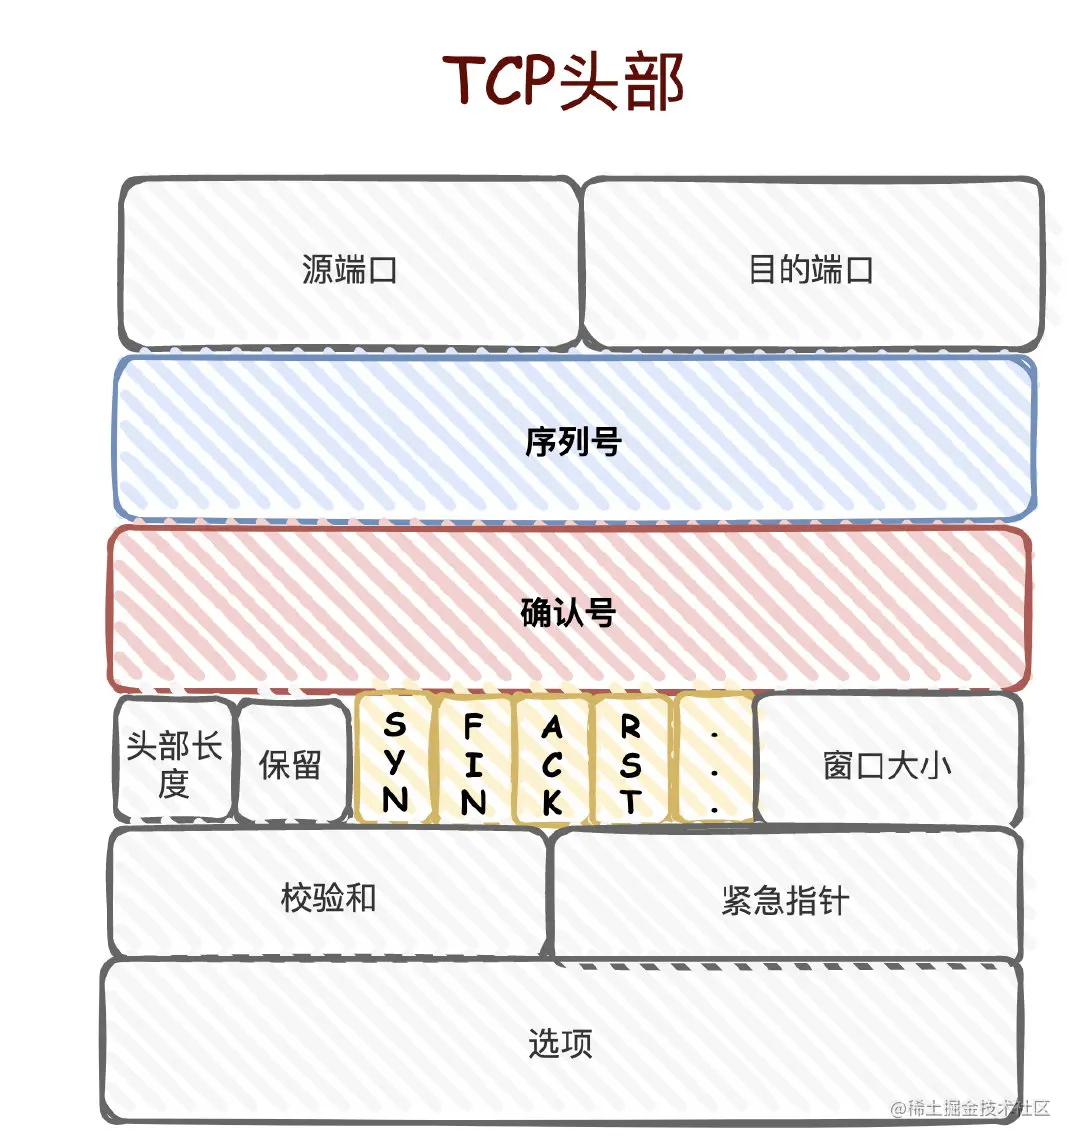 TCP头部
源端口
目的端口
序列号
确认号
头部长
度
保留
SYN
FIN
ACK
RST
...
窗口大小
校验和
紧急指针
选项
@稀土掘金技术社区